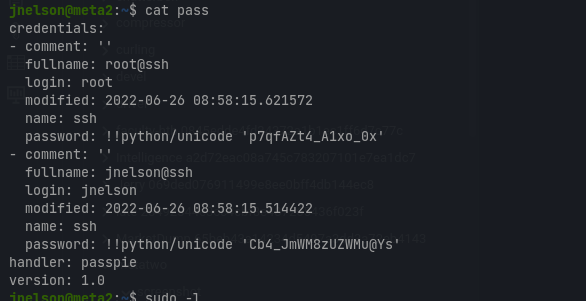 jnelson@meta2:~$ cat pass
credentials:
- comment: ''
  fullname: root@ssh
  login: root
  modified: 2022-06-26 08:58:15.621572
  name: ssh
  password: !!python/unicode 'p7qfAZt4_A1xo_0x'
- comment: ''
  fullname: jnelson@ssh
  login: jnelson
  modified: 2022-06-26 08:58:15.514422
  name: ssh
  password: !!python/unicode 'Cb4_JmWM8zUZWMu@Ys'
handler: passpie
version: 1.0
jnelson@meta2:~$ sudo -l